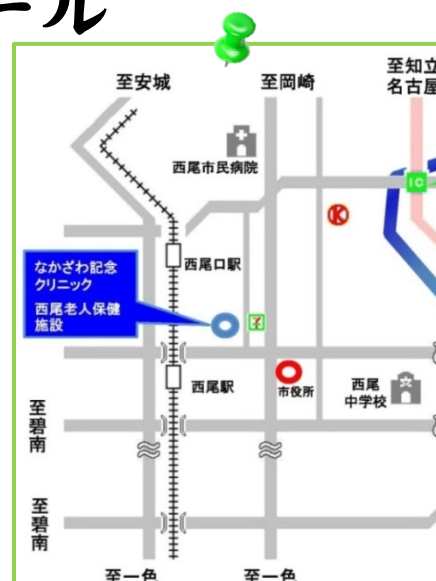 ール
至安城
至岡崎
至知立
名古屋
西尾市民病院
IC
K
西尾口駅
なかざわ記念
クリニック
西尾老人保健
施設
7
西尾駅
市役所
西尾
中学校
至碧南
至碧南
至一色
至一色